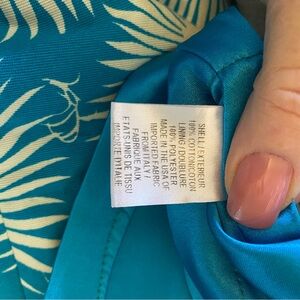 SHELL / EXTERIEUR
100% COTTON/COTON
LINING / DOUBLURE
100% POLYESTER
MADE IN THE USA OF
IMPORTED FABRIC
FROM ITALY /
FABRIQUE AUX
ETATS UNIS DE TISSU
IMPORTE D'ITALIE